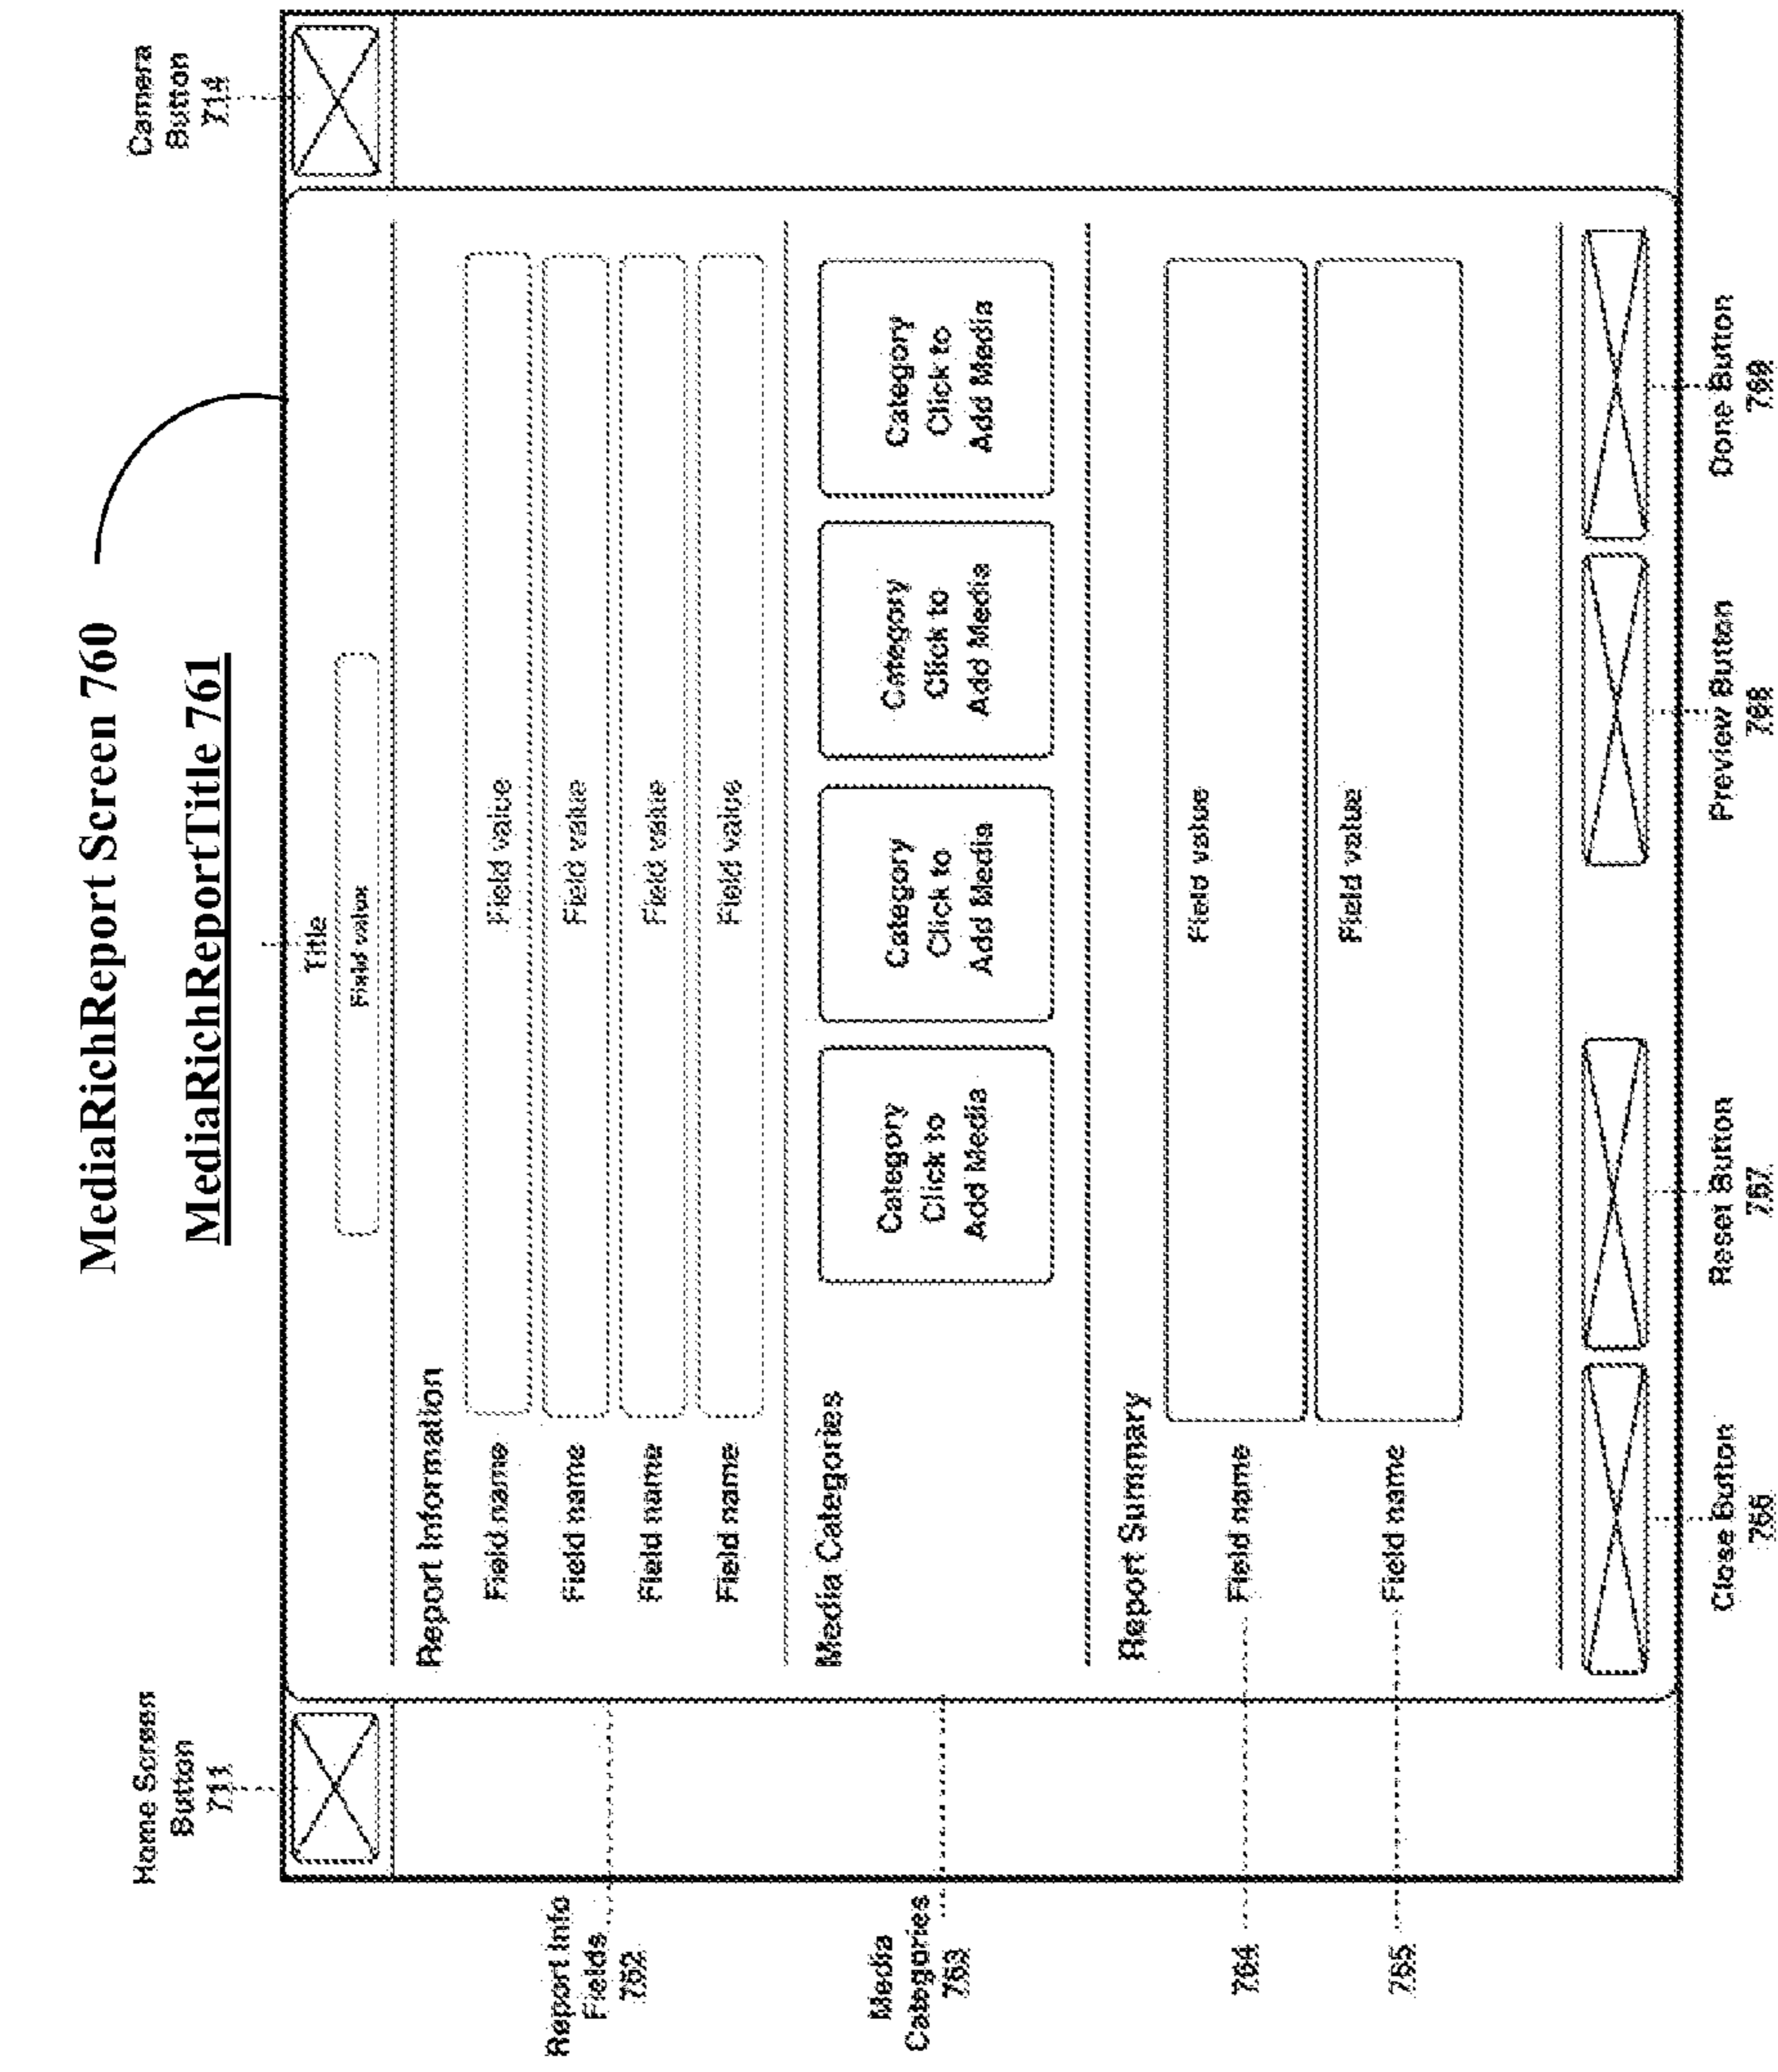 MediaRichReport Screen 760
MediaRichReportTitle 761
Home Screen
Button
711
Camera
Button
714
Title
Field value
Report Information
Field name
Field value
Field name
Field value
Field name
Field value
Field name
Field value
Report Info
Fields
762
Media Categories
Category
Click to
Add Media
Category
Click to
Add Media
Category
Click to
Add Media
Category
Click to
Add Media
Media
Categories
763
Report Summary
764
Field name
Field value
765
Field name
Field value
Close Button
766
Reset Button
767
Preview Button
768
Done Button
769